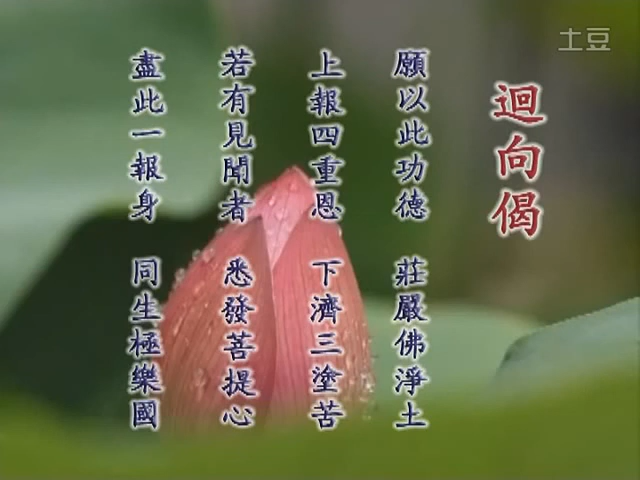 土豆
迴向偈
願以此功德 莊嚴佛淨土
上報四重恩 下濟三塗苦
若有見聞者 悉發菩提心
盡此一報身 同生極樂國